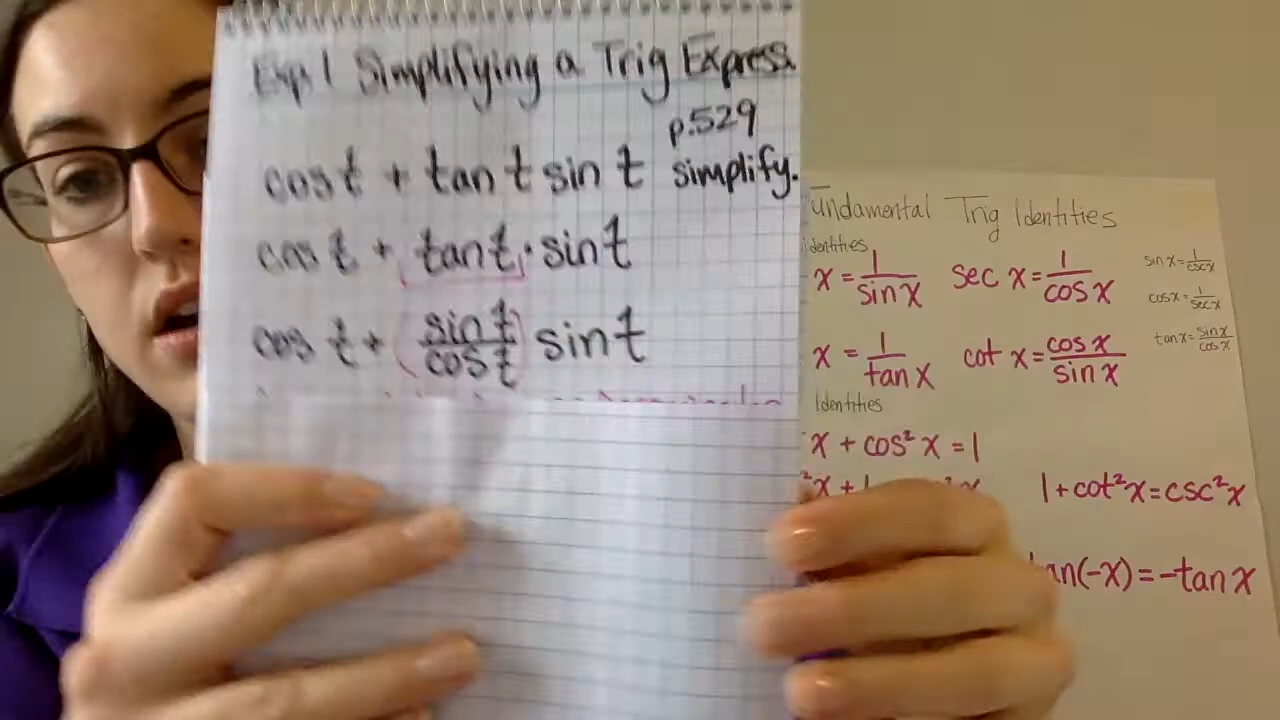 Exp. 1 Simplifying a Trig Express.
p.529
cos t + tan t sin t simplify.
cos t + tan t · sin t
cos t + (sin t / cos t) sin t
Fundamental Trig Identities
identities
x = 1/sin x sec x = 1/cos x
x = 1/tan x cot x = cos x/sin x
sin x = 1/csc x
cos x = 1/sec x
tan x = sin x/cos x
Identities
x + cos² x = 1
1 + cot² x = csc² x
an(-x) = -tan x